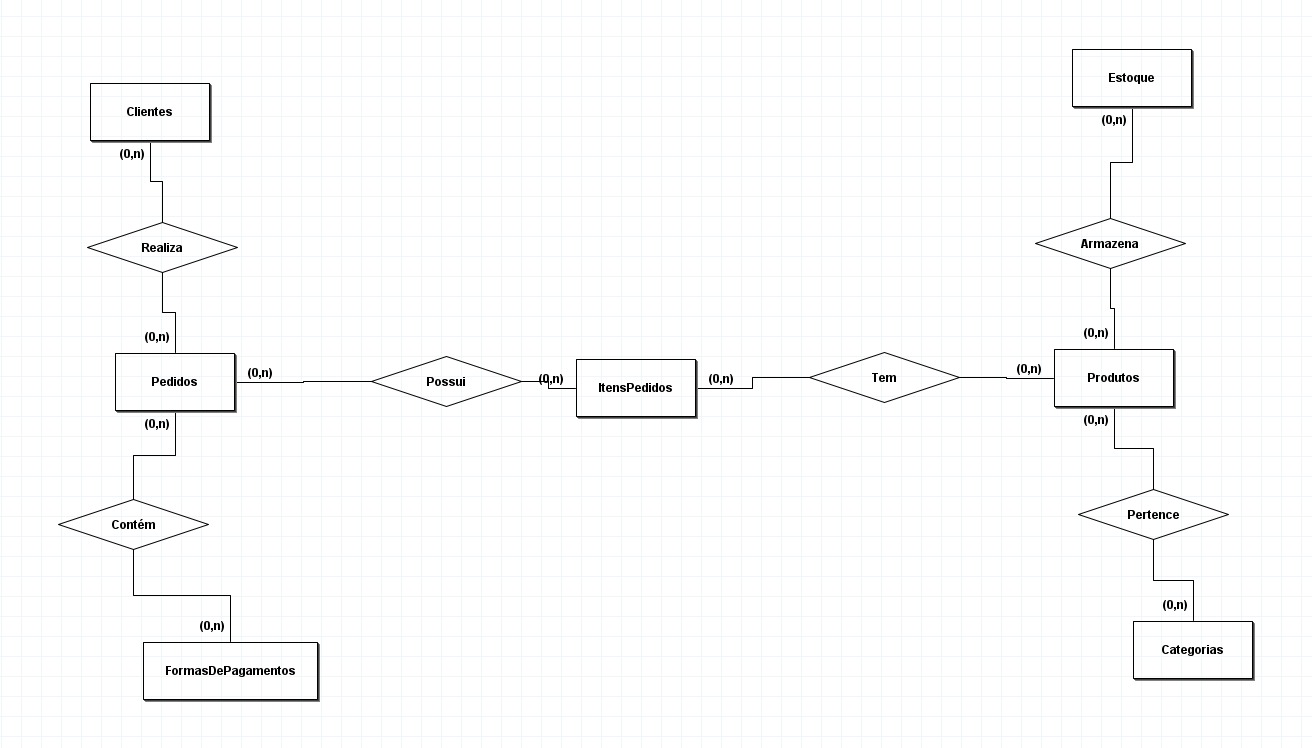 Estoque
Clientes
(0,n)
(0,n)
Realiza
Armazena
(0,n)
(0,n)
Pedidos
(0,n)
Possui
(0,n)
ItensPedidos
(0,n)
Tem
(0,n)
Produtos
(0,n)
(0,n)
Contém
Pertence
(0,n)
(0,n)
FormasDePagamentos
Categorias